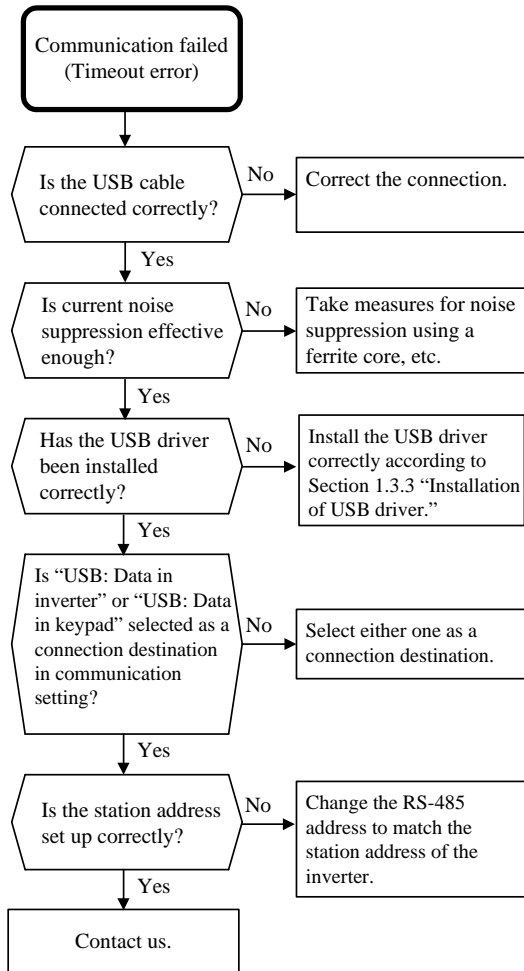 Communication failed
(Timeout error)
Is the USB cable
connected correctly?
No
Correct the connection.
Yes
Is current noise
suppression effective
enough?
No
Take measures for noise
suppression using a
ferrite core, etc.
Yes
Has the USB driver
been installed
correctly?
No
Install the USB driver
correctly according to
Section 1.3.3 “Installation
of USB driver.”
Yes
Is “USB: Data in
inverter” or “USB: Data
in keypad” selected as a
connection destination
in communication
setting?
No
Select either one as a
connection destination.
Yes
Is the station address
set up correctly?
No
Change the RS-485
address to match the
station address of the
inverter.
Yes
Contact us.